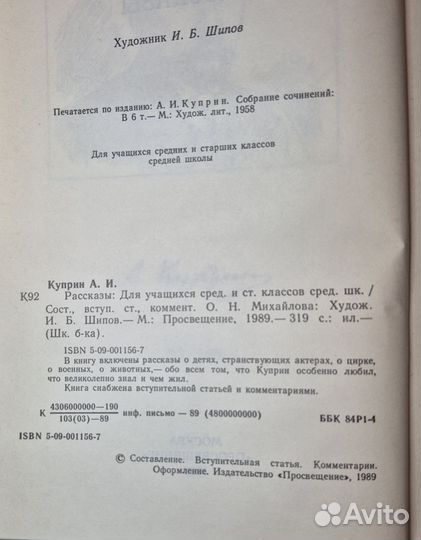 Художник И. Б. Шипов
Печатается по изданию: А. И. Куприн. Собрание сочинений:
В 6 т.— М.: Худож. лит., 1958
Для учащихся средних и старших классов
средней школы
Куприн А. И.
К92 Рассказы: Для учащихся сред. и ст. классов сред. шк. /
Сост., вступ. ст., коммент. О. Н. Михайлова: Худож.
И. Б. Шипов.— М.: Просвещение, 1989.— 319 с.: ил.—
(Шк. б-ка).
ISBN 5-09-001156-7
В книгу включены рассказы о детях, странствующих актерах, о цирке,
о военных, о животных,— обо всем том, что Куприн особенно любил,
что великолепно знал и чем жил.
Книга снабжена вступительной статьей и комментариями.
К 4306000000—190
103(03)—89 инф. письмо — 89 (4800000000) ББК 84Р1-4
ISBN 5-09-001156-7
МОСКВА
© Составление. Вступительная статья. Комментарии.
Оформление. Издательство «Просвещение», 1989
Avito